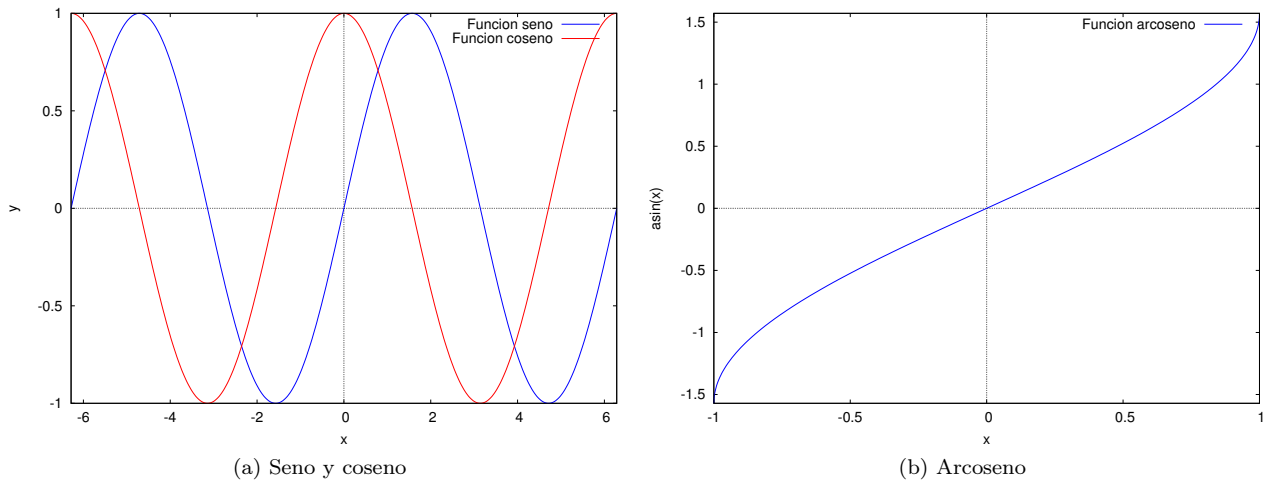 Funcion seno
Funcion coseno
1
0.5
0
-0.5
-1
y
-6 -4 -2 0 2 4 6
x
(a) Seno y coseno
Funcion arcoseno
1.5
1
0.5
0
-0.5
-1
-1.5
asin(x)
-1 -0.5 0 0.5 1
x
(b) Arcoseno